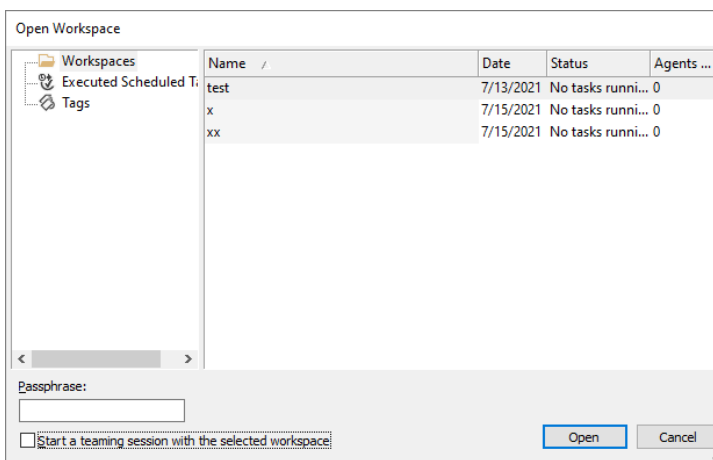 Open Workspace
Workspaces
Executed Scheduled Ta
Tags
Name Date Status Agents ...
test 7/13/2021 No tasks runni... 0
x 7/15/2021 No tasks runni... 0
xx 7/15/2021 No tasks runni... 0
Passphrase:
Start a teaming session with the selected workspace
Open Cancel